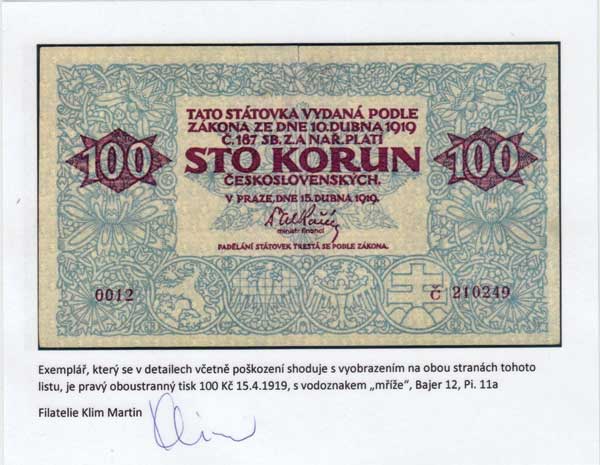 TATO STÁTOVKA VYDANÁ PODLE
ZÁKONA ZE DNE 10. DUBNA 1919
Č. 187 SB. Z. A NAŘ. PLATÍ
100 STO KORUN 100
ČESKOSLOVENSKÝCH.
V PRAZE, DNE 15. DUBNA 1919.
ministr financí
PADĚLÁNÍ STÁTOVEK TRESTÁ SE PODLE ZÁKONA.
0012 Č 210249
Exemplář, který se v detailech včetně poškození shoduje s vyobrazením na obou stranách tohoto
listu, je pravý oboustranný tisk 100 Kč 15.4.1919, s vodoznakem „mříže", Bajer 12, Pi. 11a
Filatelie Klim Martin